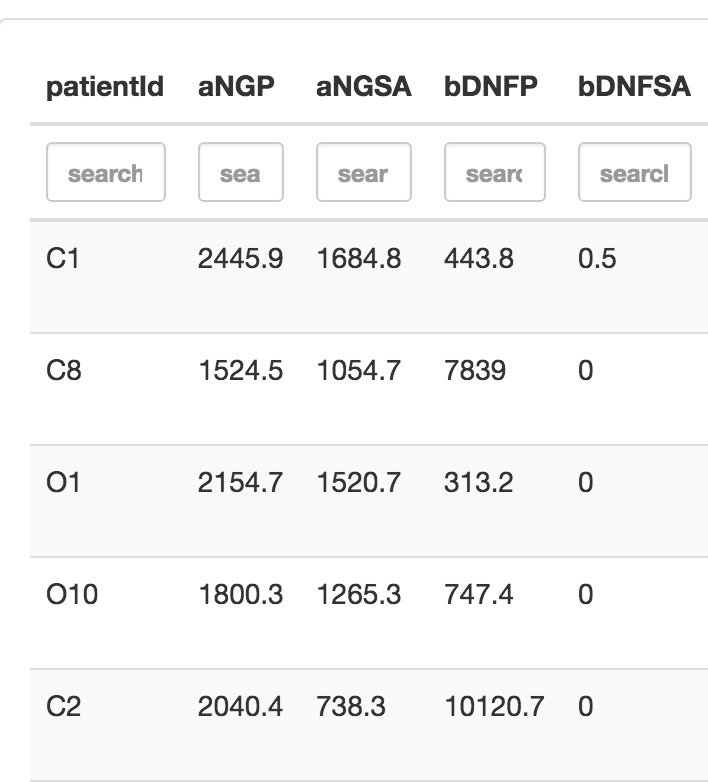 patientId aNGP aNGSA bDNFP bDNFSA
search sea sear searc searcl
C1 2445.9 1684.8 443.8 0.5
C8 1524.5 1054.7 7839 0
O1 2154.7 1520.7 313.2 0
O10 1800.3 1265.3 747.4 0
C2 2040.4 738.3 10120.7 0